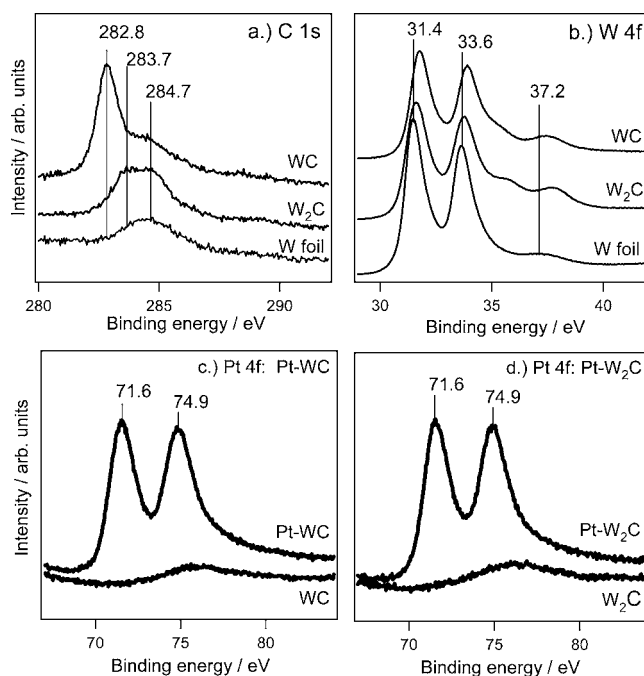 a.) C 1s
282.8
283.7
284.7
WC
W₂C
W foil
Intensity / arb. units
280 285 290
Binding energy / eV
b.) W 4f
31.4
33.6
37.2
WC
W₂C
W foil
30 35 40
Binding energy / eV
c.) Pt 4f: Pt-WC
71.6
74.9
Pt-WC
WC
Intensity / arb. units
70 75 80
Binding energy / eV
d.) Pt 4f: Pt-W₂C
71.6
74.9
Pt-W₂C
W₂C
70 75 80
Binding energy / eV